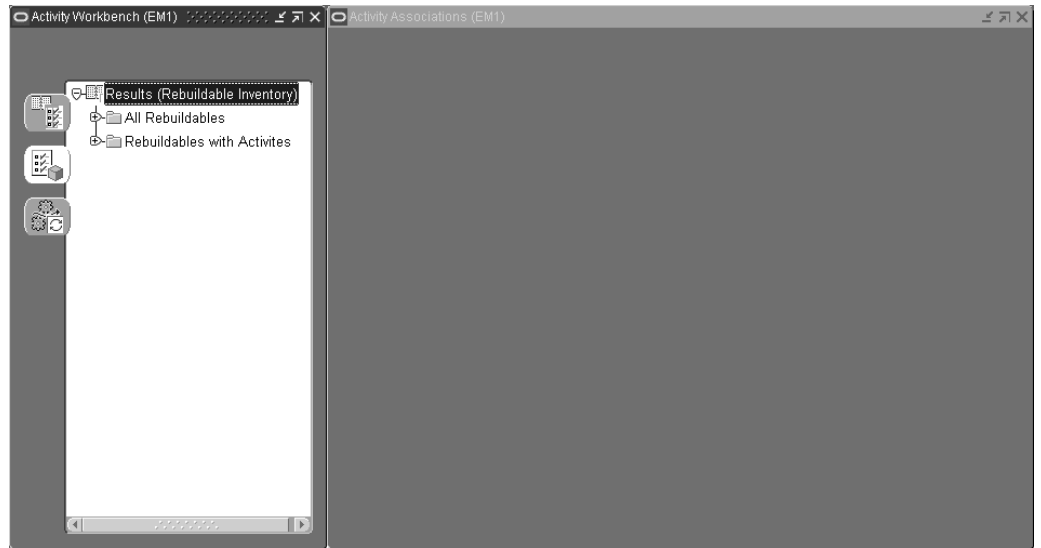 Activity Workbench (EM1)
Activity Associations (EM1)
Results (Rebuildable Inventory)
All Rebuildables
Rebuildables with Activites